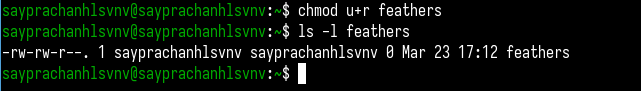 sayprachanhlsvnv@sayprachanhlsvnv:~$ chmod u+r feathers
sayprachanhlsvnv@sayprachanhlsvnv:~$ ls -l feathers
-rw-rw-r--. 1 sayprachanhlsvnv sayprachanhlsvnv 0 Mar 23 17:12 feathers
sayprachanhlsvnv@sayprachanhlsvnv:~$